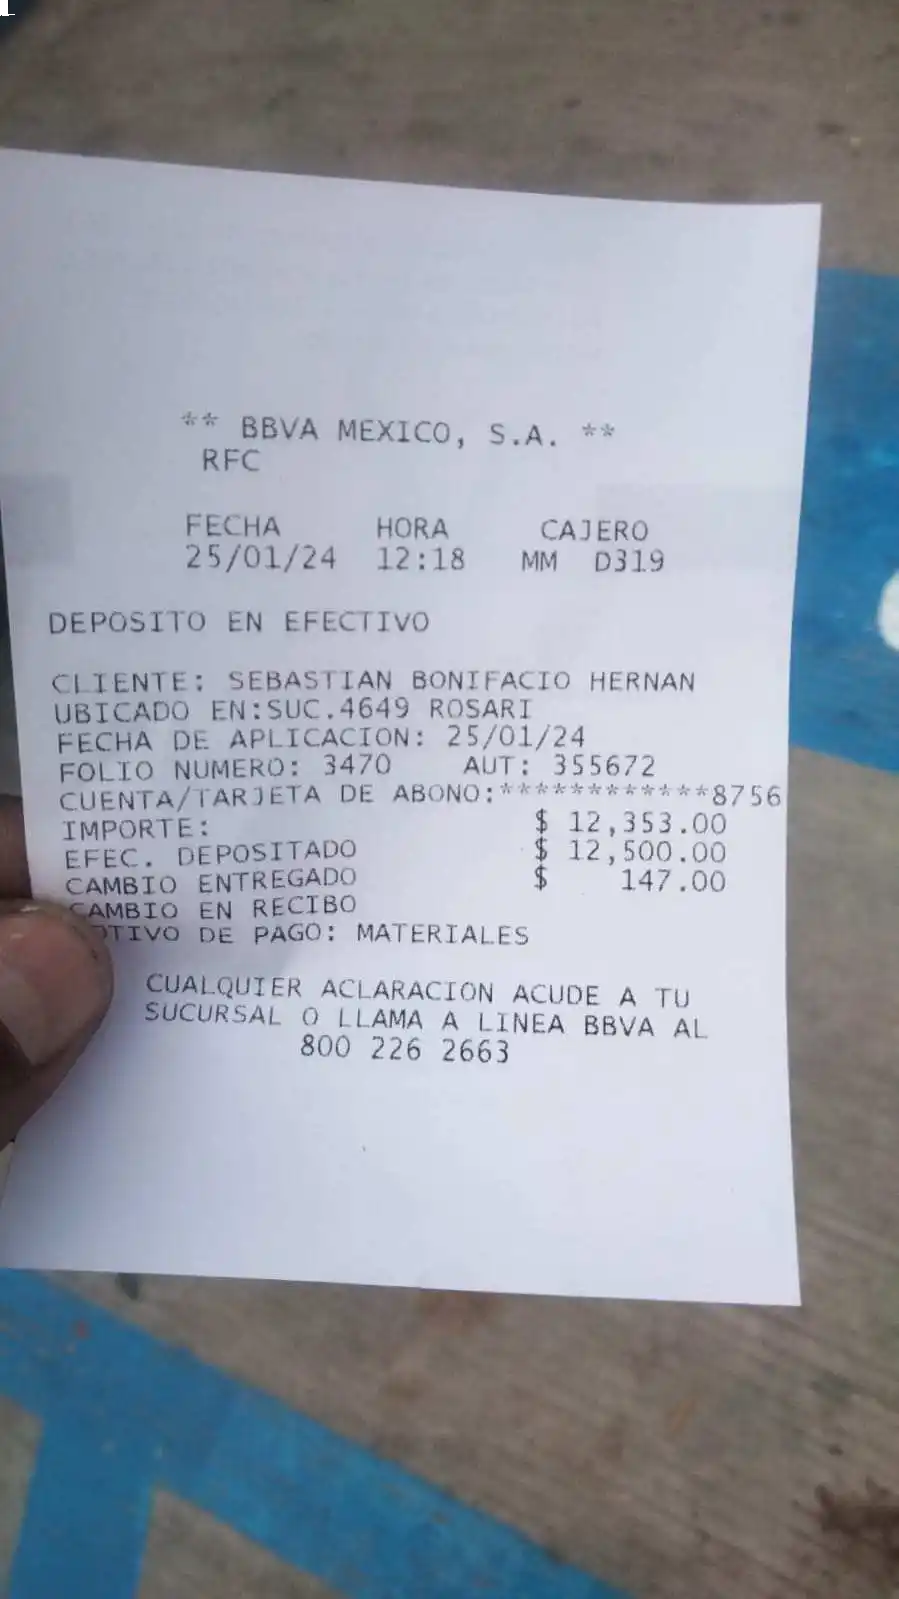 ** BBVA MEXICO, S.A. **
RFC
FECHA HORA CAJERO
25/01/24 12:18 MM D319
DEPOSITO EN EFECTIVO
CLIENTE: SEBASTIAN BONIFACIO HERNAN
UBICADO EN:SUC.4649 ROSARI
FECHA DE APLICACION: 25/01/24
FOLIO NUMERO: 3470 AUT: 355672
CUENTA/TARJETA DE ABONO:************8756
IMPORTE: $ 12,353.00
EFEC. DEPOSITADO $ 12,500.00
CAMBIO ENTREGADO $ 147.00
CAMBIO EN RECIBO
OTIVO DE PAGO: MATERIALES
CUALQUIER ACLARACION ACUDE A TU
SUCURSAL O LLAMA A LINEA BBVA AL
800 226 2663